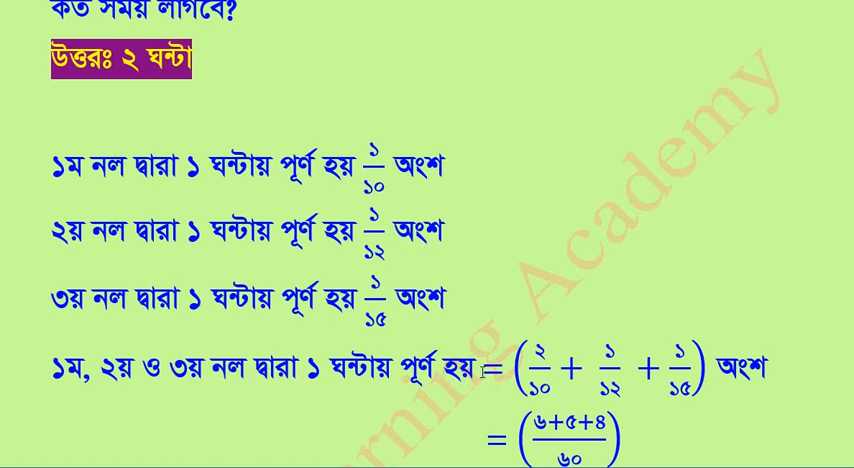 কত সময় লাগবে?
উত্তরঃ ২ ঘন্টা
১ম নল দ্বারা ১ ঘন্টায় পূর্ণ হয় ১/১০ অংশ
২য় নল দ্বারা ১ ঘন্টায় পূর্ণ হয় ১/১২ অংশ
৩য় নল দ্বারা ১ ঘন্টায় পূর্ণ হয় ১/১৫ অংশ
১ম, ২য় ও ৩য় নল দ্বারা ১ ঘন্টায় পূর্ণ হয় = (২/১০ + ১/১২ + ১/১৫) অংশ
= (৬+৫+৪/৬০)
Academy